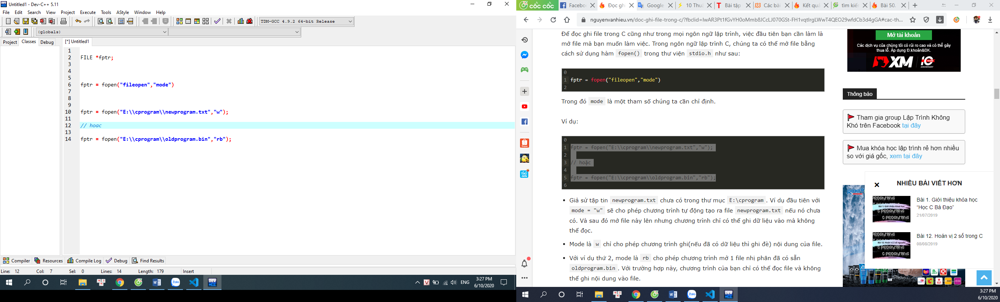 Untitled1 - Dev-C++ 5.11
File Edit Search View Project Execute Tools AStyle Window Help
TDM-GCC 4.9.2 64-bit Release
(globals)
Project Classes Debug
[*] Untitled1
1
2 FILE *fptr;
3
4
5
6 fptr = fopen("fileopen","mode")
7
8
9
10 fptr = fopen("E:\\cprogram\\newprogram.txt","w");
11
12 // hoac
13
14 fptr = fopen("E:\\cprogram\\oldprogram.bin","rb");
Compiler Resources Compile Log Debug Find Results
Line: 12 Col: 7 Sel: 0 Lines: 14 Length: 179 Insert
ENG
3:27 PM
6/10/2020
cốc cốc
Facebo Đọc gh Google 10 Thu Bài tập Các bài Kết quả tìm kiế Bài 50.
nguyenvanhieu.vn/doc-ghi-file-trong-c/?fbclid=IwAR3Pt1fGvYH0oMmb8JCcLJ070GSt-FH1vqtIrgLWwT4QEO29wfdCb3d4gGA#cac-th...
Để đọc ghi file trong C cũng như trong mọi ngôn ngữ lập trình, việc đầu tiên bạn cần làm là
mở file mà bạn muốn làm việc. Trong ngôn ngữ lập trình C, chúng ta có thể mở file bằng
cách sử dụng hàm fopen() trong thư viện stdio.h như sau:
0
1 fptr = fopen("fileopen","mode")
2
Trong đó mode là một tham số chúng ta cần chỉ định.
Ví dụ:
0
1 fptr = fopen("E:\\cprogram\\newprogram.txt","w");
2
3 // hoặc
4
5 fptr = fopen("E:\\cprogram\\oldprogram.bin","rb");
6
• Giả sử tập tin newprogram.txt chưa có trong thư mục E:\cprogram. Ví dụ đầu tiên với
mode = "w" sẽ cho phép chương trình tự động tạo ra file newprogram.txt nếu nó chưa
có. Và sau đó mở file này lên nhưng chương trình chỉ có thể ghi dữ liệu vào mà không
thể đọc.
• Mode là w chỉ cho phép chương trình ghi(nếu đã có dữ liệu thì ghi đè) nội dung của file.
• Với ví dụ thứ 2, mode là rb cho phép chương trình mở 1 file nhị phân đã có sẵn
oldprogram.bin. Với trường hợp này, chương trình của bạn chỉ có thể đọc file và không
thể ghi nội dung vào file.
Mở tài khoản
Các dịch vụ của chúng tôi có rủi ro cao và có thể gây
thua lỗ. Áp dụng Đ.khoản&ĐK.
XM 10 YEARS
Thông báo
Tham gia group Lập Trình Không
Khó trên Facebook tại đây
Mua khóa học lập trình rẻ hơn nhiều
so với giá gốc, xem tại đây
NHIỀU BÀI VIẾT HƠN
Bài 1. Giới thiệu khóa học
“Học C Bá Đạo”
21/07/2019
Bài 12. Hoán vị 2 số trong C
08/08/2019
3:27 PM
6/10/2020